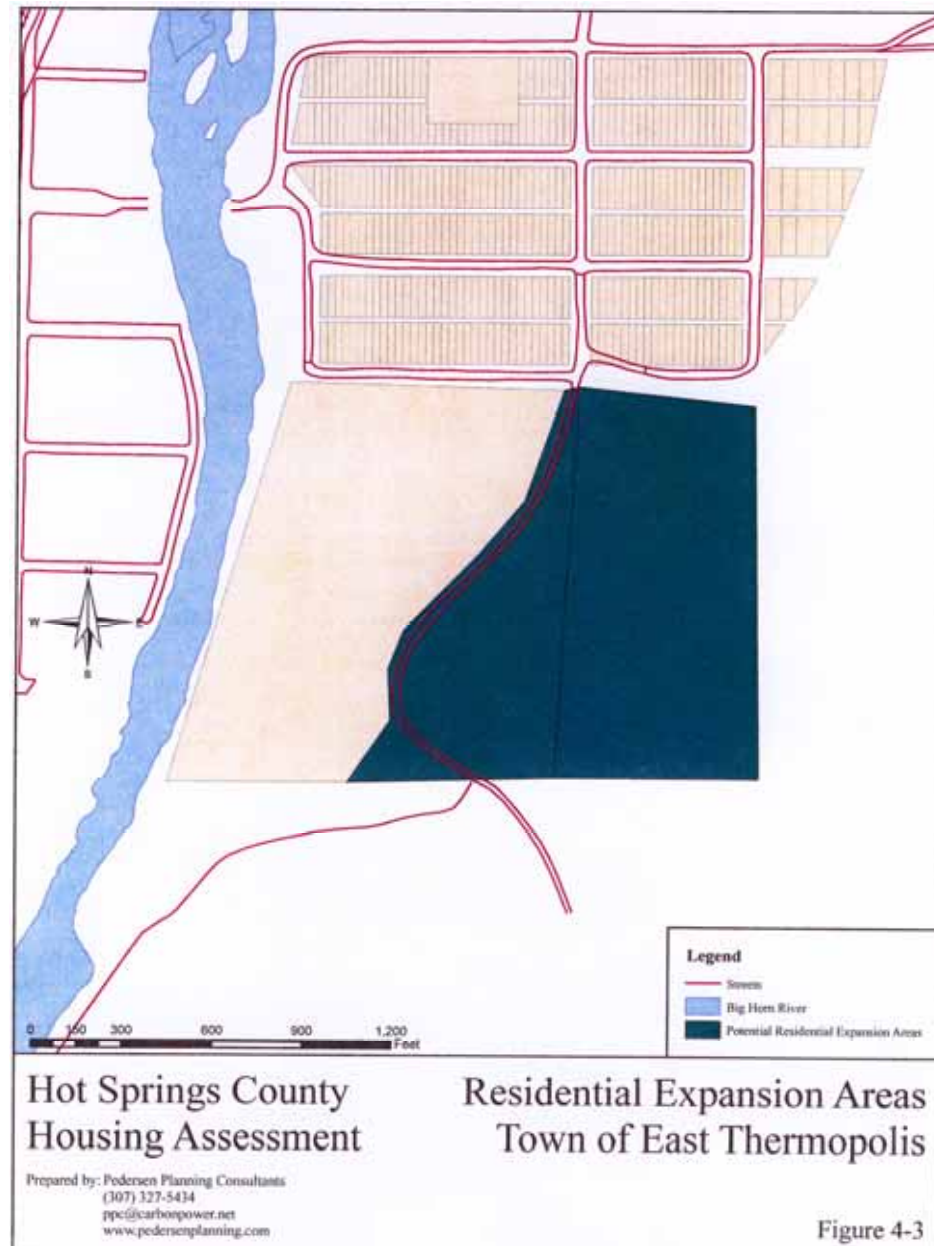 N
W E
S
0 150 300 600 900 1,200
Feet
Legend
Streets
Big Horn River
Potential Residential Expansion Areas
Hot Springs County
Housing Assessment
Residential Expansion Areas
Town of East Thermopolis
Prepared by: Pedersen Planning Consultants
(307) 327-5434
ppc@carbonpower.net
www.pedersenplanning.com
Figure 4-3